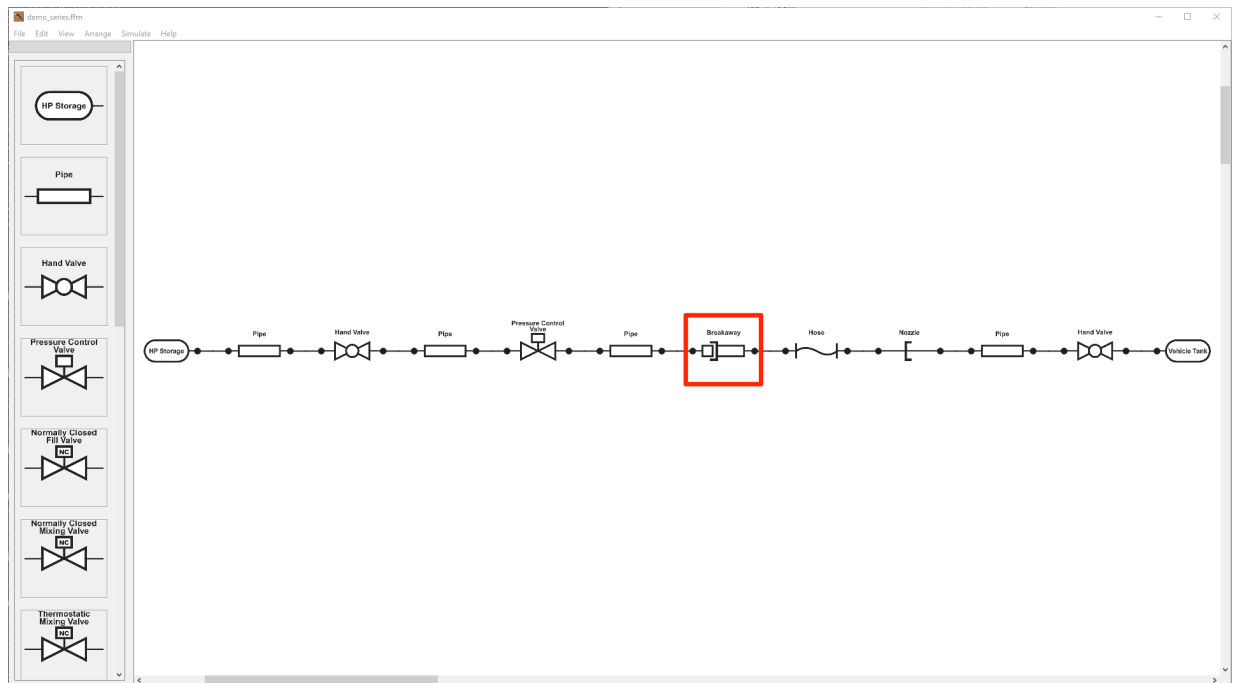 demo_series.ffm
File Edit View Arrange Simulate Help
HP Storage
Pipe
Hand Valve
Pressure Control
Valve
Normally Closed
Fill Valve
NC
Normally Closed
Mixing Valve
NC
Thermostatic
Mixing Valve
NC
HP Storage
Pipe
Hand Valve
Pipe
Pressure Control
Valve
Pipe
Breakaway
Hose
Nozzle
Pipe
Hand Valve
Vehicle Tank